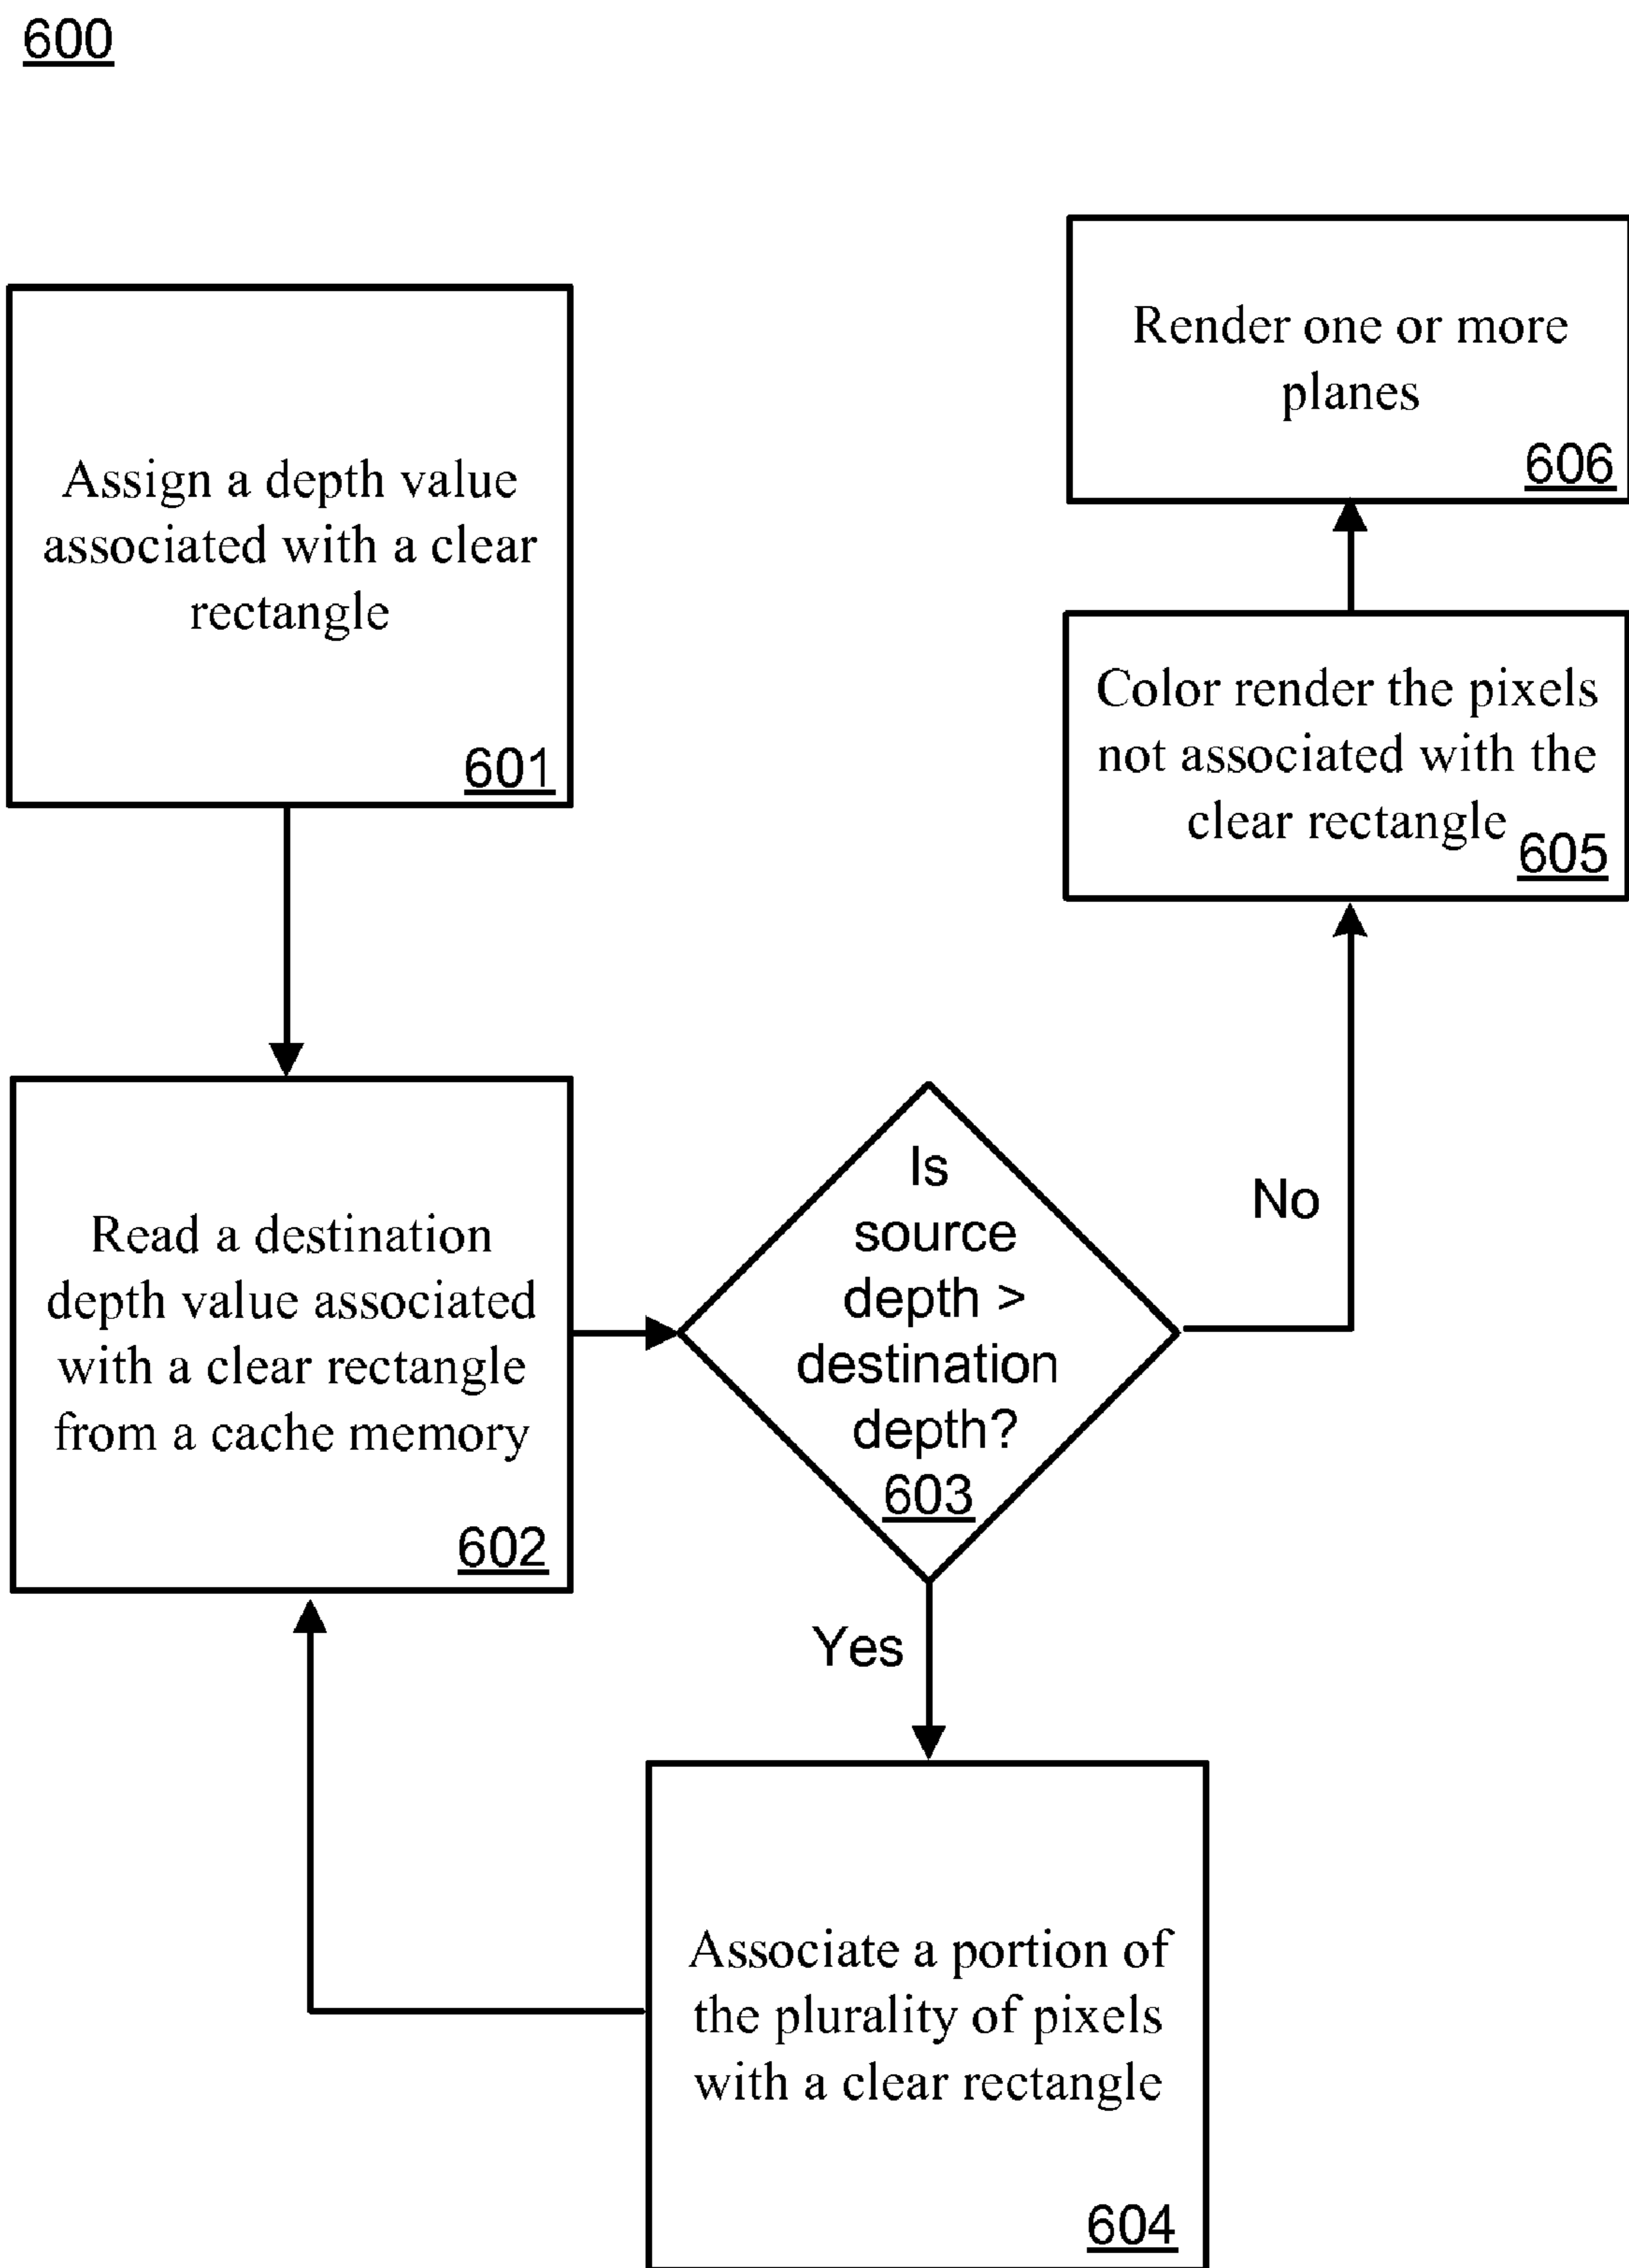 600
Assign a depth value
associated with a clear
rectangle
601
Read a destination
depth value associated
with a clear rectangle
from a cache memory
602
Is
source
depth >
destination
depth?
603
Yes
No
Associate a portion of
the plurality of pixels
with a clear rectangle
604
Color render the pixels
not associated with the
clear rectangle
605
Render one or more
planes
606